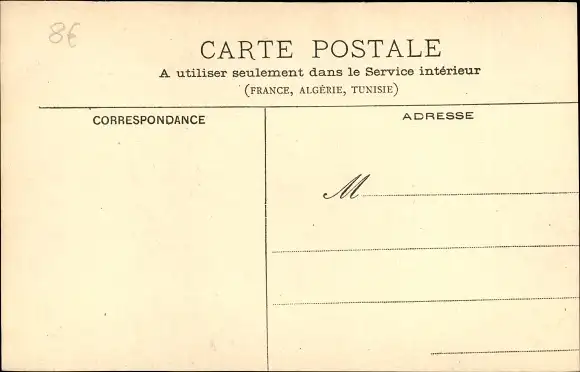 8€
CARTE POSTALE
A utiliser seulement dans le Service intérieur
(FRANCE, ALGÉRIE, TUNISIE)
CORRESPONDANCE
ADRESSE
M